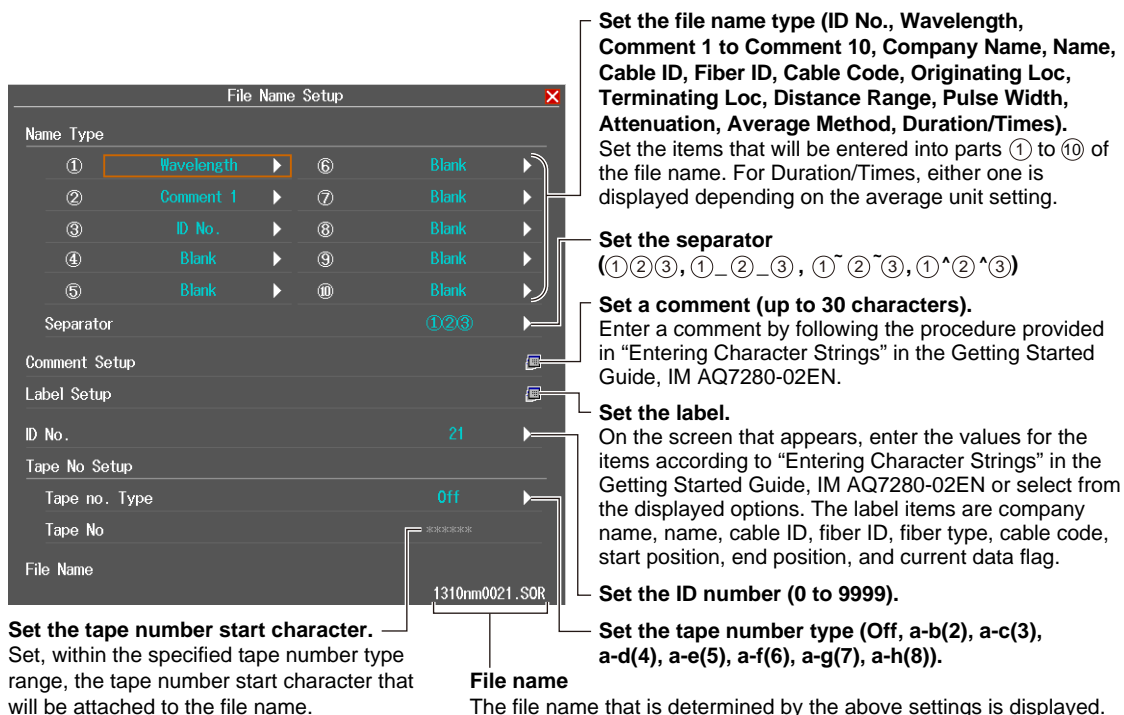 Set the file name type (ID No., Wavelength,
Comment 1 to Comment 10, Company Name, Name,
Cable ID, Fiber ID, Cable Code, Originating Loc,
Terminating Loc, Distance Range, Pulse Width,
Attenuation, Average Method, Duration/Times).
Set the items that will be entered into parts ① to ⑩ of
the file name. For Duration/Times, either one is
displayed depending on the average unit setting.
Set the separator
(①②③, ①_②_③, ①~②~③, ①^②^③)
Set a comment (up to 30 characters).
Enter a comment by following the procedure provided
in “Entering Character Strings” in the Getting Started
Guide, IM AQ7280-02EN.
Set the label.
On the screen that appears, enter the values for the
items according to “Entering Character Strings” in the
Getting Started Guide, IM AQ7280-02EN or select from
the displayed options. The label items are company
name, name, cable ID, fiber ID, fiber type, cable code,
start position, end position, and current data flag.
Set the ID number (0 to 9999).
Set the tape number type (Off, a-b(2), a-c(3),
a-d(4), a-e(5), a-f(6), a-g(7), a-h(8)).
File Name Setup
Name Type
① Wavelength ⑥ Blank
② Comment 1 ⑦ Blank
③ ID No. ⑧ Blank
④ Blank ⑨ Blank
⑤ Blank ⑩ Blank
Separator ①②③
Comment Setup
Label Setup
ID No. 21
Tape No Setup
Tape no. Type Off
Tape No ******
File Name
1310nm0021.SOR
Set the tape number start character.
Set, within the specified tape number type
range, the tape number start character that
will be attached to the file name.
File name
The file name that is determined by the above settings is displayed.